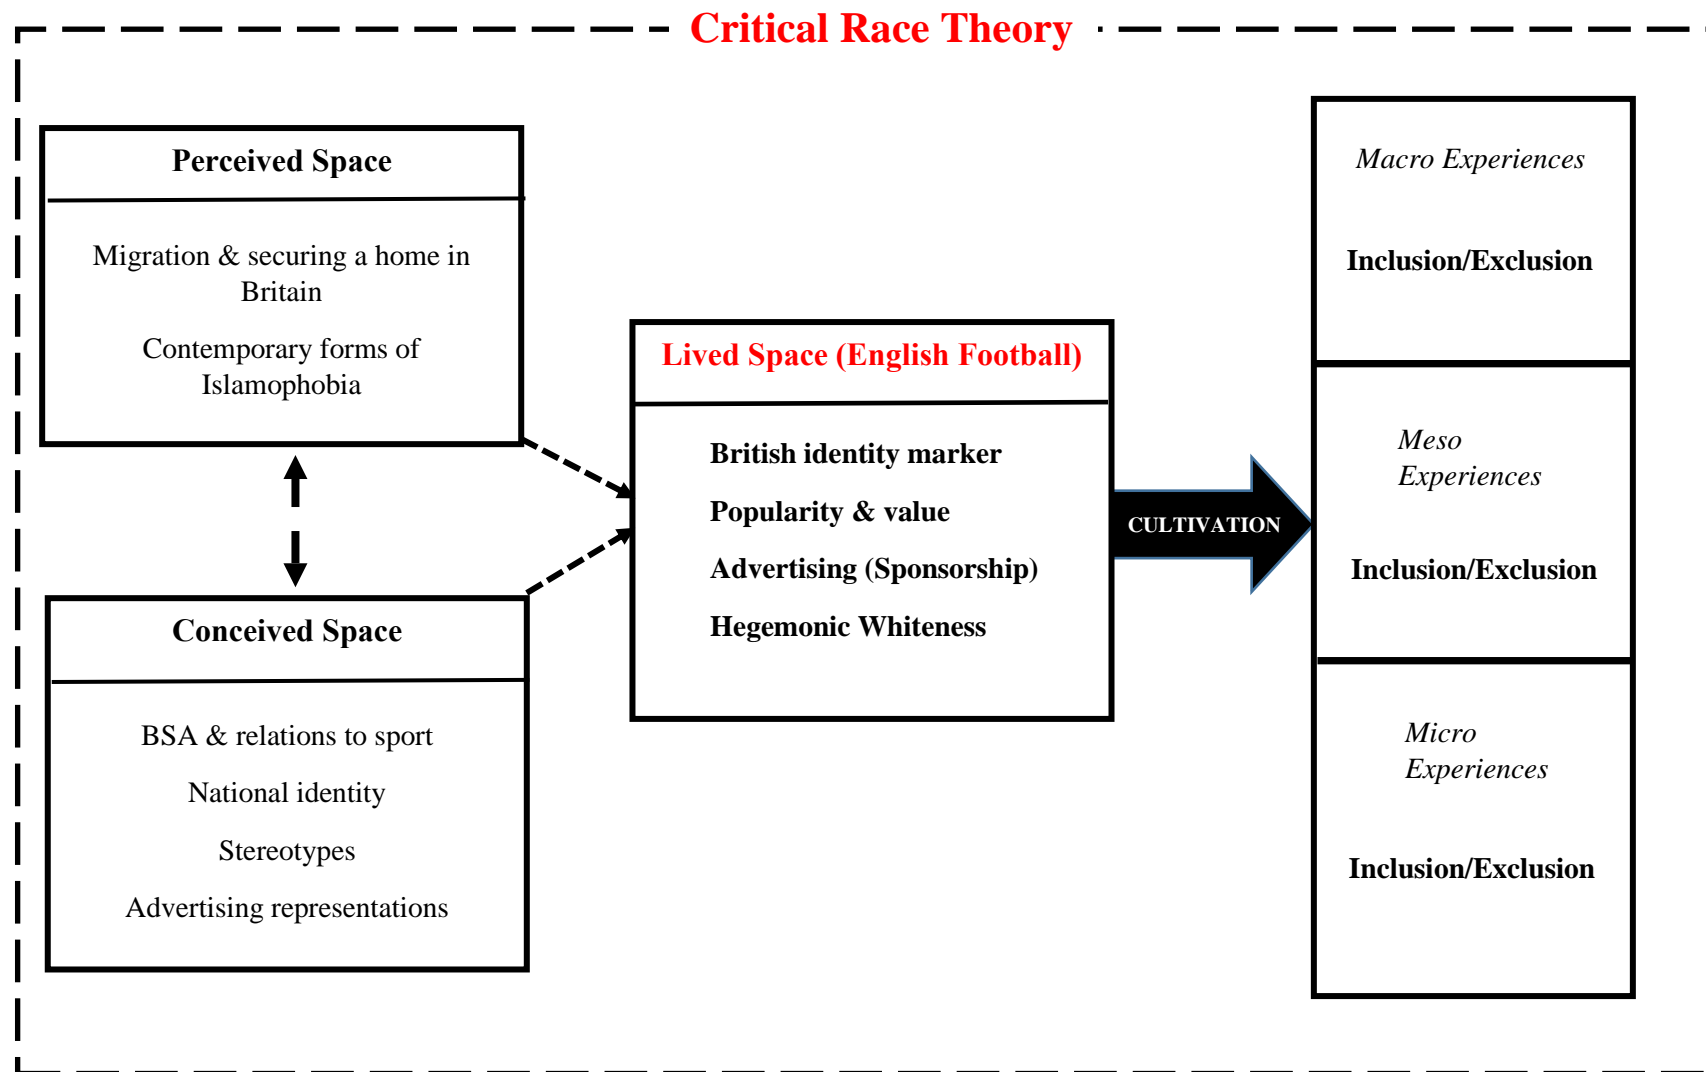 Critical Race Theory
Perceived Space
Migration & securing a home in
Britain
Contemporary forms of
Islamophobia
Conceived Space
BSA & relations to sport
National identity
Stereotypes
Advertising representations
Lived Space (English Football)
British identity marker
Popularity & value
Advertising (Sponsorship)
Hegemonic Whiteness
CULTIVATION
Macro Experiences
Inclusion/Exclusion
Meso
Experiences
Inclusion/Exclusion
Micro
Experiences
Inclusion/Exclusion